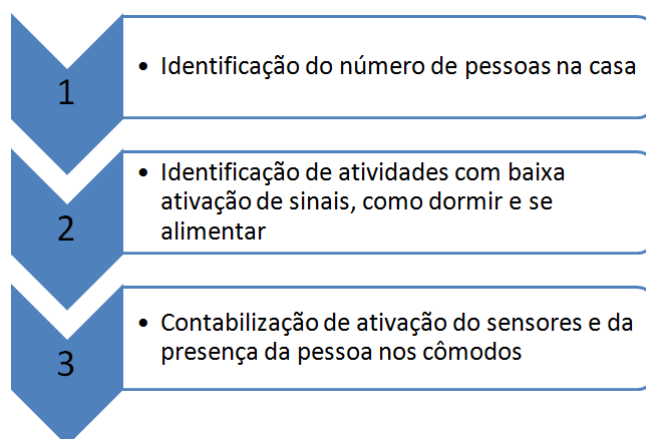 1
• Identificação do número de pessoas na casa
2
• Identificação de atividades com baixa
ativação de sinais, como dormir e se
alimentar
3
• Contabilização de ativação do sensores e da
presença da pessoa nos cômodos